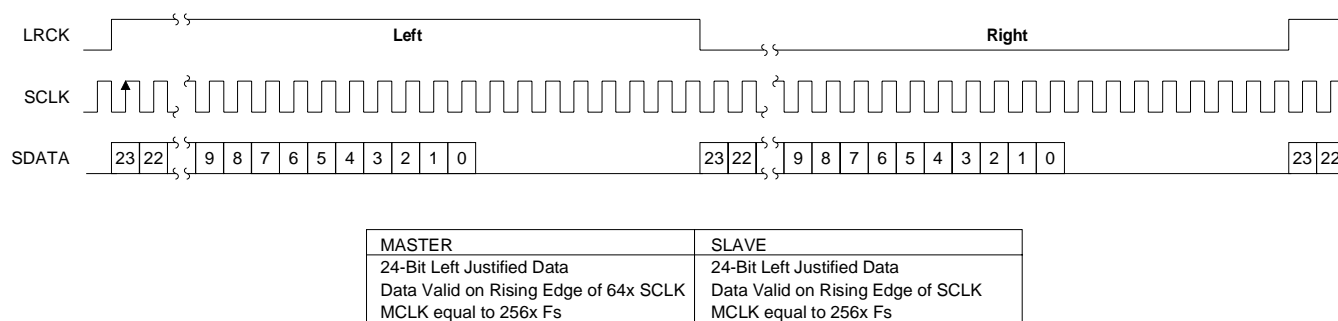 LRCK Left Right
SCLK
SDATA 23 22 9 8 7 6 5 4 3 2 1 0 23 22 9 8 7 6 5 4 3 2 1 0 23 22
MASTER SLAVE
24-Bit Left Justified Data 24-Bit Left Justified Data
Data Valid on Rising Edge of 64x SCLK Data Valid on Rising Edge of SCLK
MCLK equal to 256x Fs MCLK equal to 256x Fs